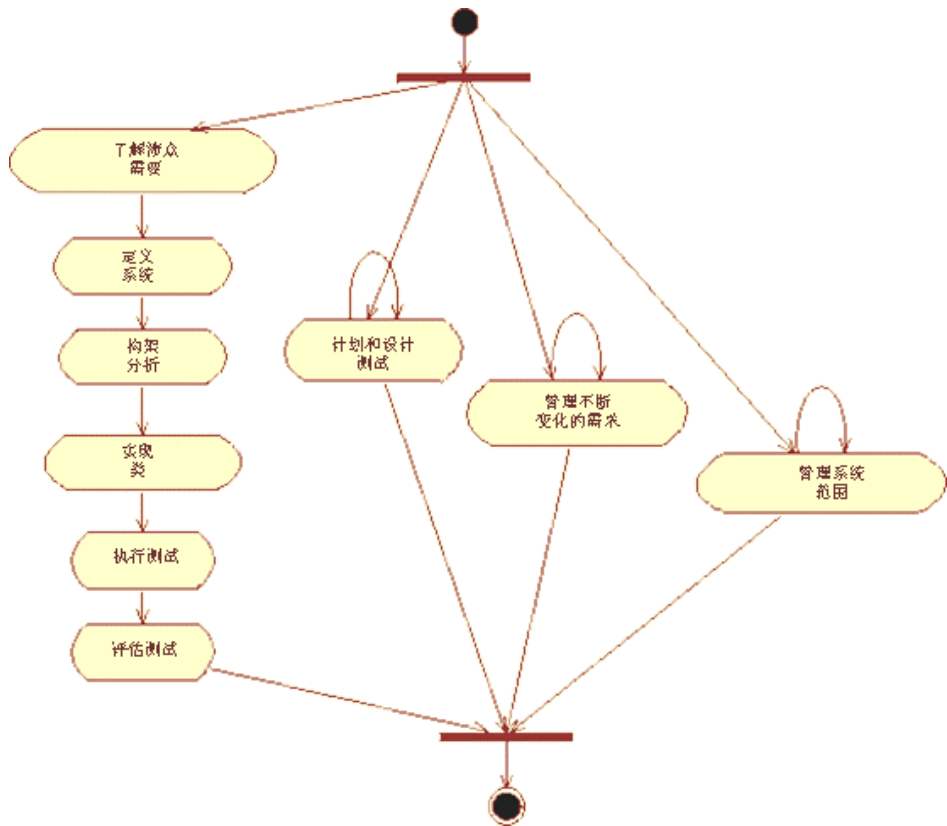 了解涉众
需要
定义
系统
构架
分析
实现
类
执行测试
评估测试
计划和设计
测试
管理不断
变化的需求
管理系统
范围